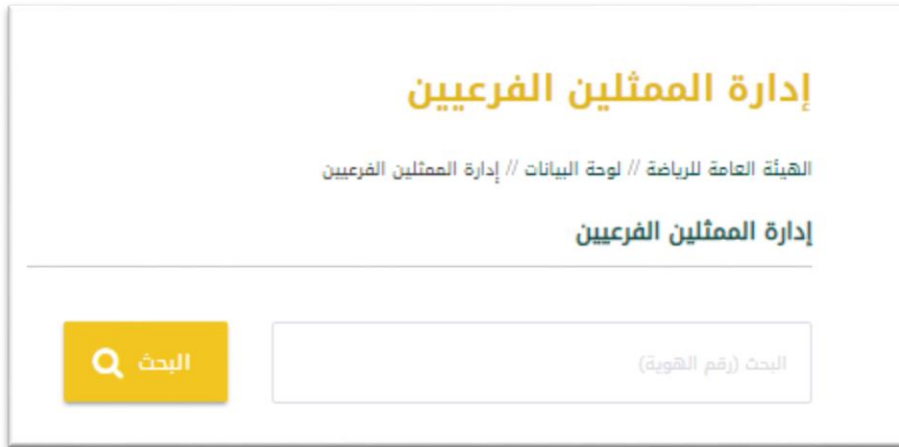 إدارة الممثلين الفرعيين
الهيئة العامة للرياضة // لوحة البيانات // إدارة الممثلين الفرعيين
إدارة الممثلين الفرعيين
البحث (رقم الهوية)
البحث